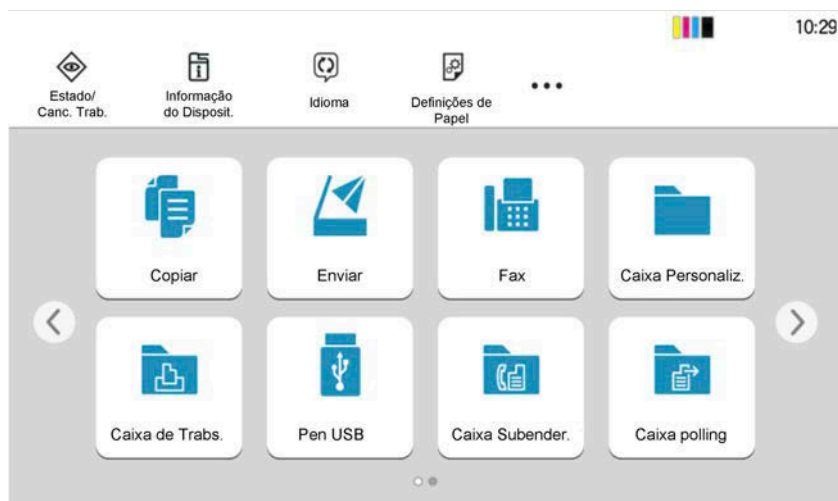 10:29
Estado/
Canc. Trab.
Informação
do Disposit.
Idioma
Definições de
Papel
Copiar
Enviar
Fax
Caixa Personaliz.
Caixa de Trabs.
Pen USB
Caixa Subender.
Caixa polling